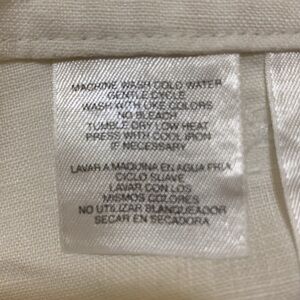 MACHINE WASH COLD WATER
GENTLE CYCLE
WASH WITH LIKE COLORS
NO BLEACH
TUMBLE DRY LOW HEAT
PRESS WITH COOL IRON
IF NECESSARY
LAVAR A MAQUINA EN AGUA FRIA
CICLO SUAVE
LAVAR CON LOS
MISMOS COLORES
NO UTILIZAR BLANQUEADOR
SECAR EN SECADORA